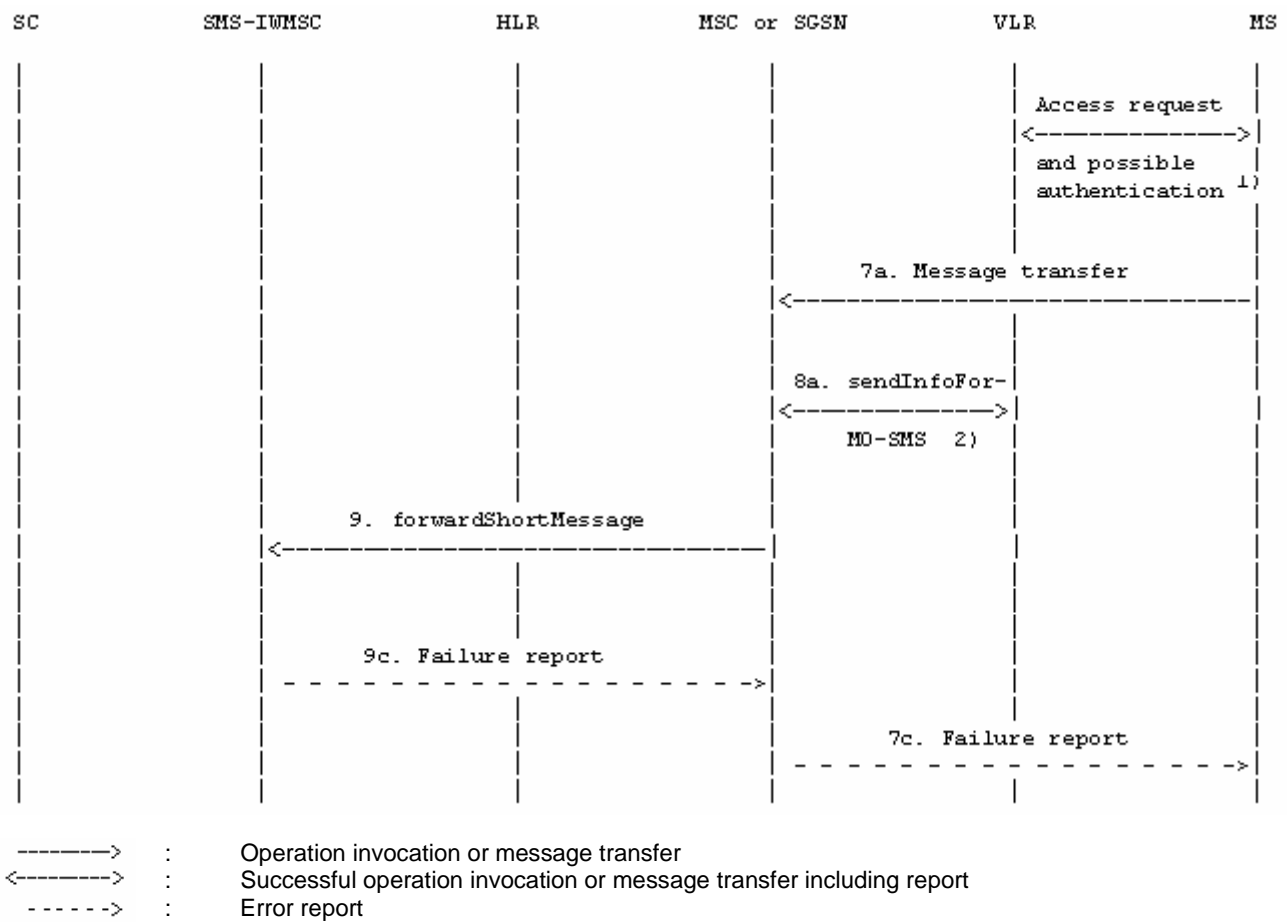 SC SMS-IWMSC HLR MSC or SGSN VLR MS
Access request
and possible
authentication 1)
7a. Message transfer
8a. sendInfoFor-
MO-SMS 2)
9. forwardShortMessage
9c. Failure report
7c. Failure report
: Operation invocation or message transfer
: Successful operation invocation or message transfer including report
: Error report